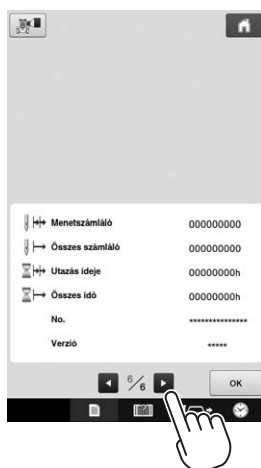 Menetszámláló 000000000
Összes számláló 000000000
Utazás ideje 00000000h
Összes idő 00000000h
No. ***************
Verzió *****
6/6 OK